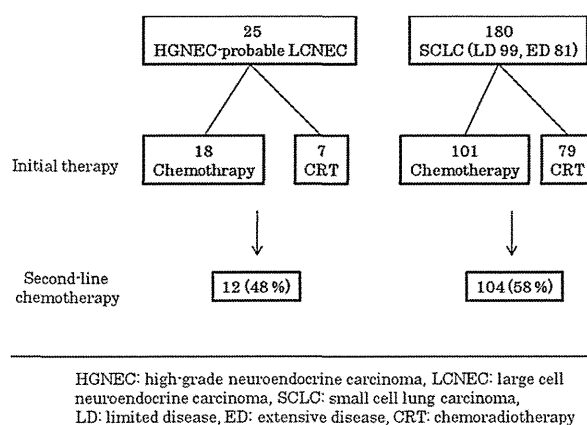 25
HGNEC-probable LCNEC
180
SCLC (LD 99, ED 81)
Initial therapy
18
Chemothrapy
7
CRT
101
Chemotherapy
79
CRT
Second-line
chemotherapy
12 (48 %)
104 (58 %)
HGNEC: high-grade neuroendocrine carcinoma, LCNEC: large cell
neuroendocrine carcinoma, SCLC: small cell lung carcinoma,
LD: limited disease, ED: extensive disease, CRT: chemoradiotherapy